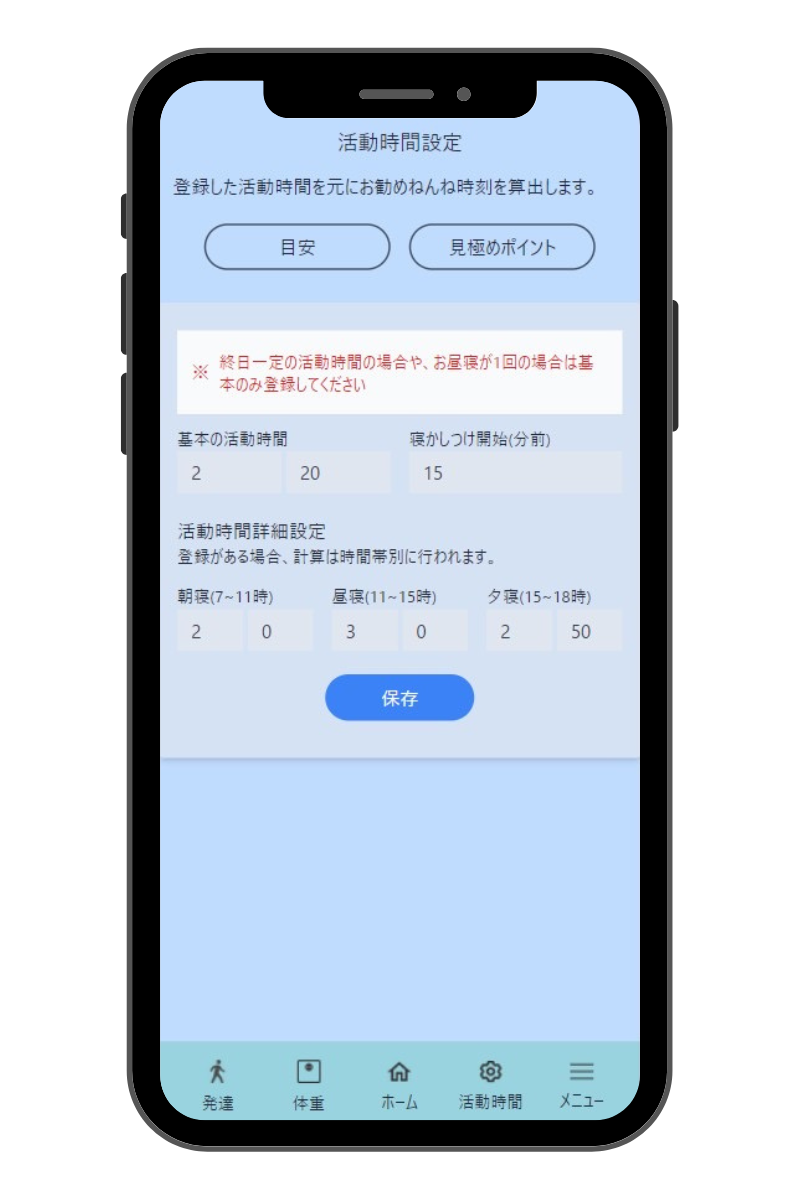 活動時間設定
登録した活動時間を元にお勧めねんね時刻を算出します。
目安 見極めポイント
※ 終日一定の活動時間の場合や、お昼寝が1回の場合は基
本のみ登録してください
基本の活動時間 寝かしつけ開始(分前)
2 20 15
活動時間詳細設定
登録がある場合、計算は時間帯別に行われます。
朝寝(7~11時) 昼寝(11~15時) 夕寝(15~18時)
2 0 3 0 2 50
保存
発達 体重 ホーム 活動時間 メニュー